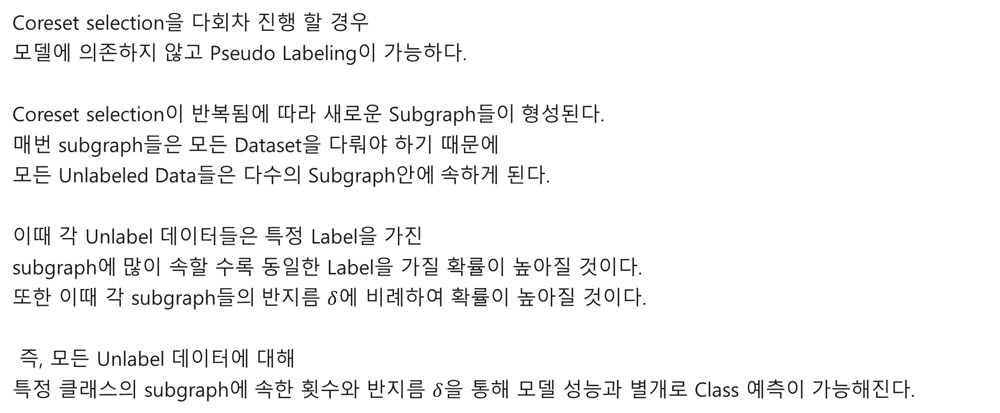 Coreset selection을 다회차 진행 할 경우
모델에 의존하지 않고 Pseudo Labeling이 가능하다.
Coreset selection이 반복됨에 따라 새로운 Subgraph들이 형성된다.
매번 subgraph들은 모든 Dataset을 다뤄야 하기 때문에
모든 Unlabeled Data들은 다수의 Subgraph안에 속하게 된다.
이때 각 Unlabel 데이터들은 특정 Label을 가진
subgraph에 많이 속할 수록 동일한 Label을 가질 확률이 높아질 것이다.
또한 이때 각 subgraph들의 반지름 𝛿에 비례하여 확률이 높아질 것이다.
즉, 모든 Unlabel 데이터에 대해
특정 클래스의 subgraph에 속한 횟수와 반지름 𝛿을 통해 모델 성능과 별개로 Class 예측이 가능해진다.